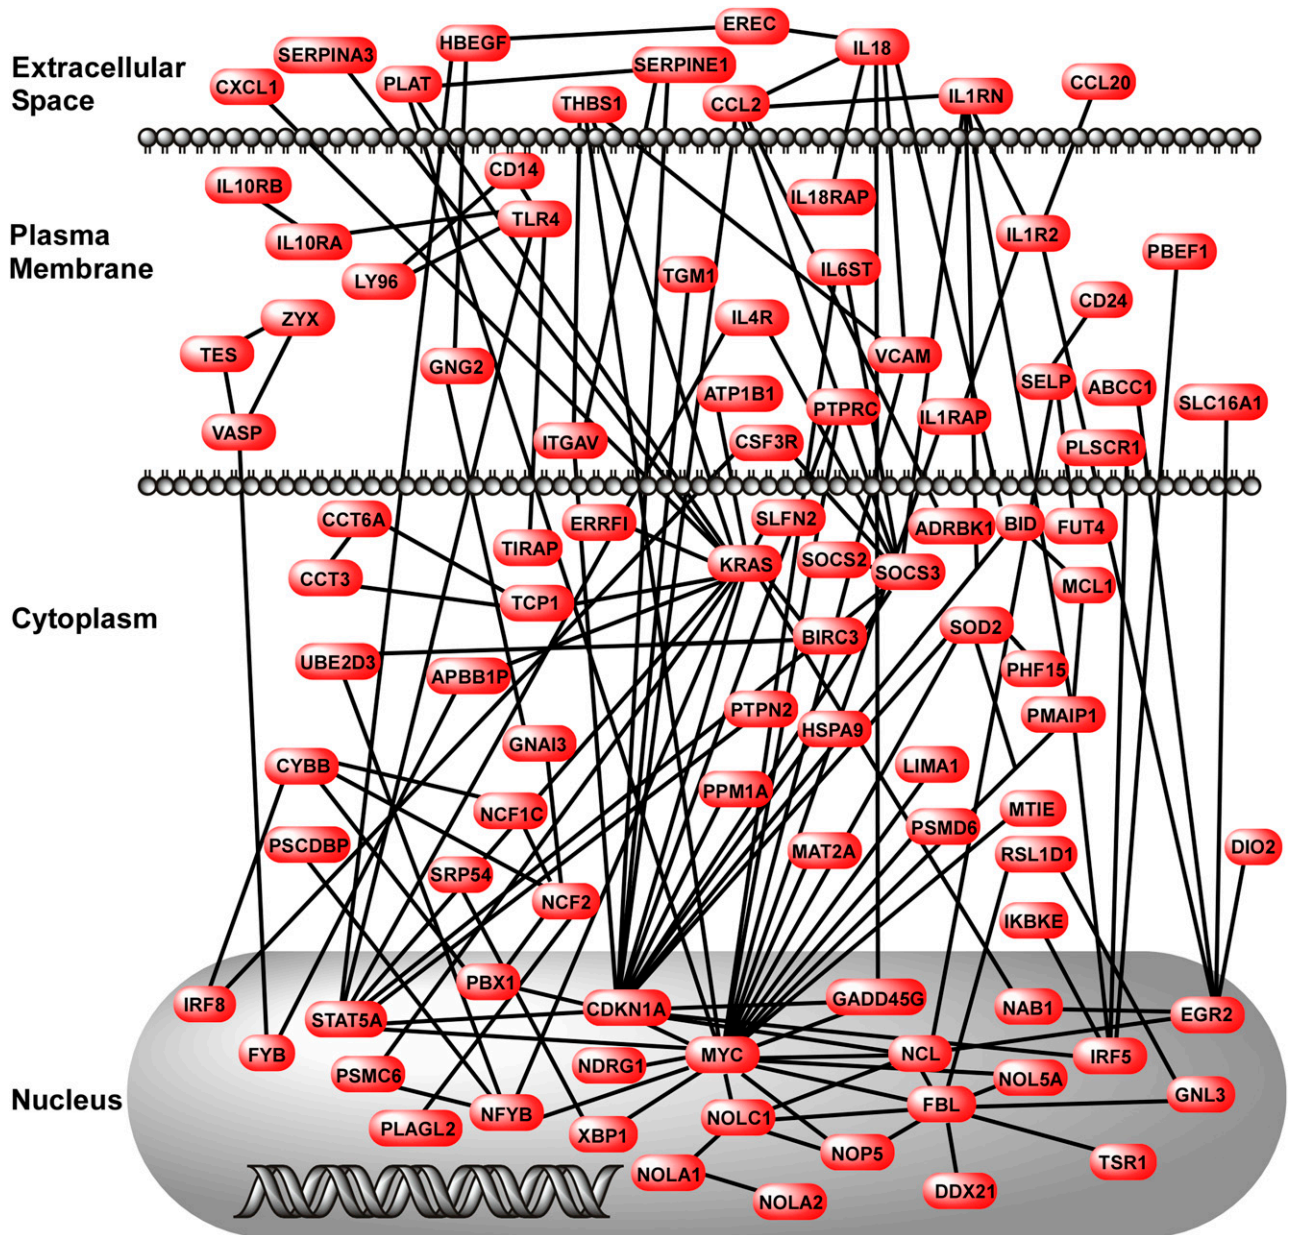 Extracellular
Space
SERPINA3
HBEGF
EREC
IL18
CXCL1
PLAT
SERPINE1
THBS1
CCL2
IL1RN
CCL20
Plasma
Membrane
CD14
IL10RB
TLR4
IL10RA
LY96
IL18RAP
IL1R2
PBEF1
TGM1
IL6ST
CD24
ZYX
IL4R
TES
GNG2
VCAM
SELP
ABCC1
SLC16A1
ATP1B1
PTPRC
IL1RAP
VASP
ITGAV
CSF3R
PLSCR1
Cytoplasm
CCT6A
ERRFI
SLFN2
ADRBK1
BID
FUT4
TIRAP
KRAS
SOCS2
SOCS3
CCT3
TCP1
MCL1
BIRC3
SOD2
UBE2D3
APBB1P
PHF15
PTPN2
HSPA9
PMAIP1
GNAI3
CYBB
LIMA1
PPM1A
NCF1C
MTIE
PSMD6
PSCDBP
MAT2A
RSL1D1
DIO2
SRP54
NCF2
IKBKE
Nucleus
IRF8
PBX1
STAT5A
CDKN1A
GADD45G
NAB1
EGR2
FYB
MYC
NCL
IRF5
PSMC6
NDRG1
NOL5A
GNL3
NFYB
PLAGL2
XBP1
NOLC1
FBL
NOP5
TSR1
NOLA1
NOLA2
DDX21